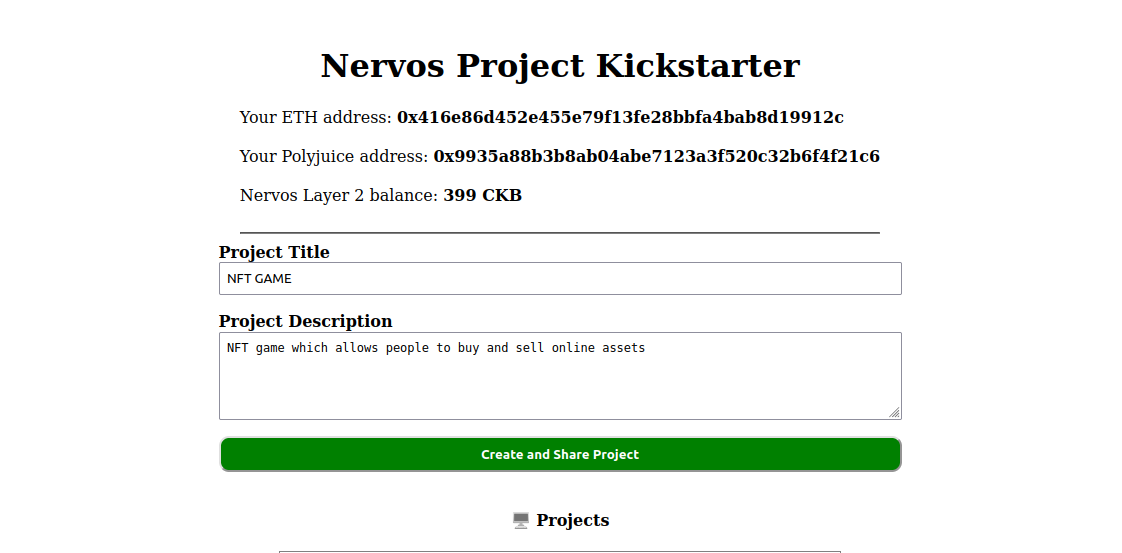 Nervos Project Kickstarter
Your ETH address: 0x416e86d452e455e79f13fe28bbfa4bab8d19912c
Your Polyjuice address: 0x9935a88b3b8ab04abe7123a3f520c32b6f4f21c6
Nervos Layer 2 balance: 399 CKB
Project Title
NFT GAME
Project Description
NFT game which allows people to buy and sell online assets
Create and Share Project
Projects